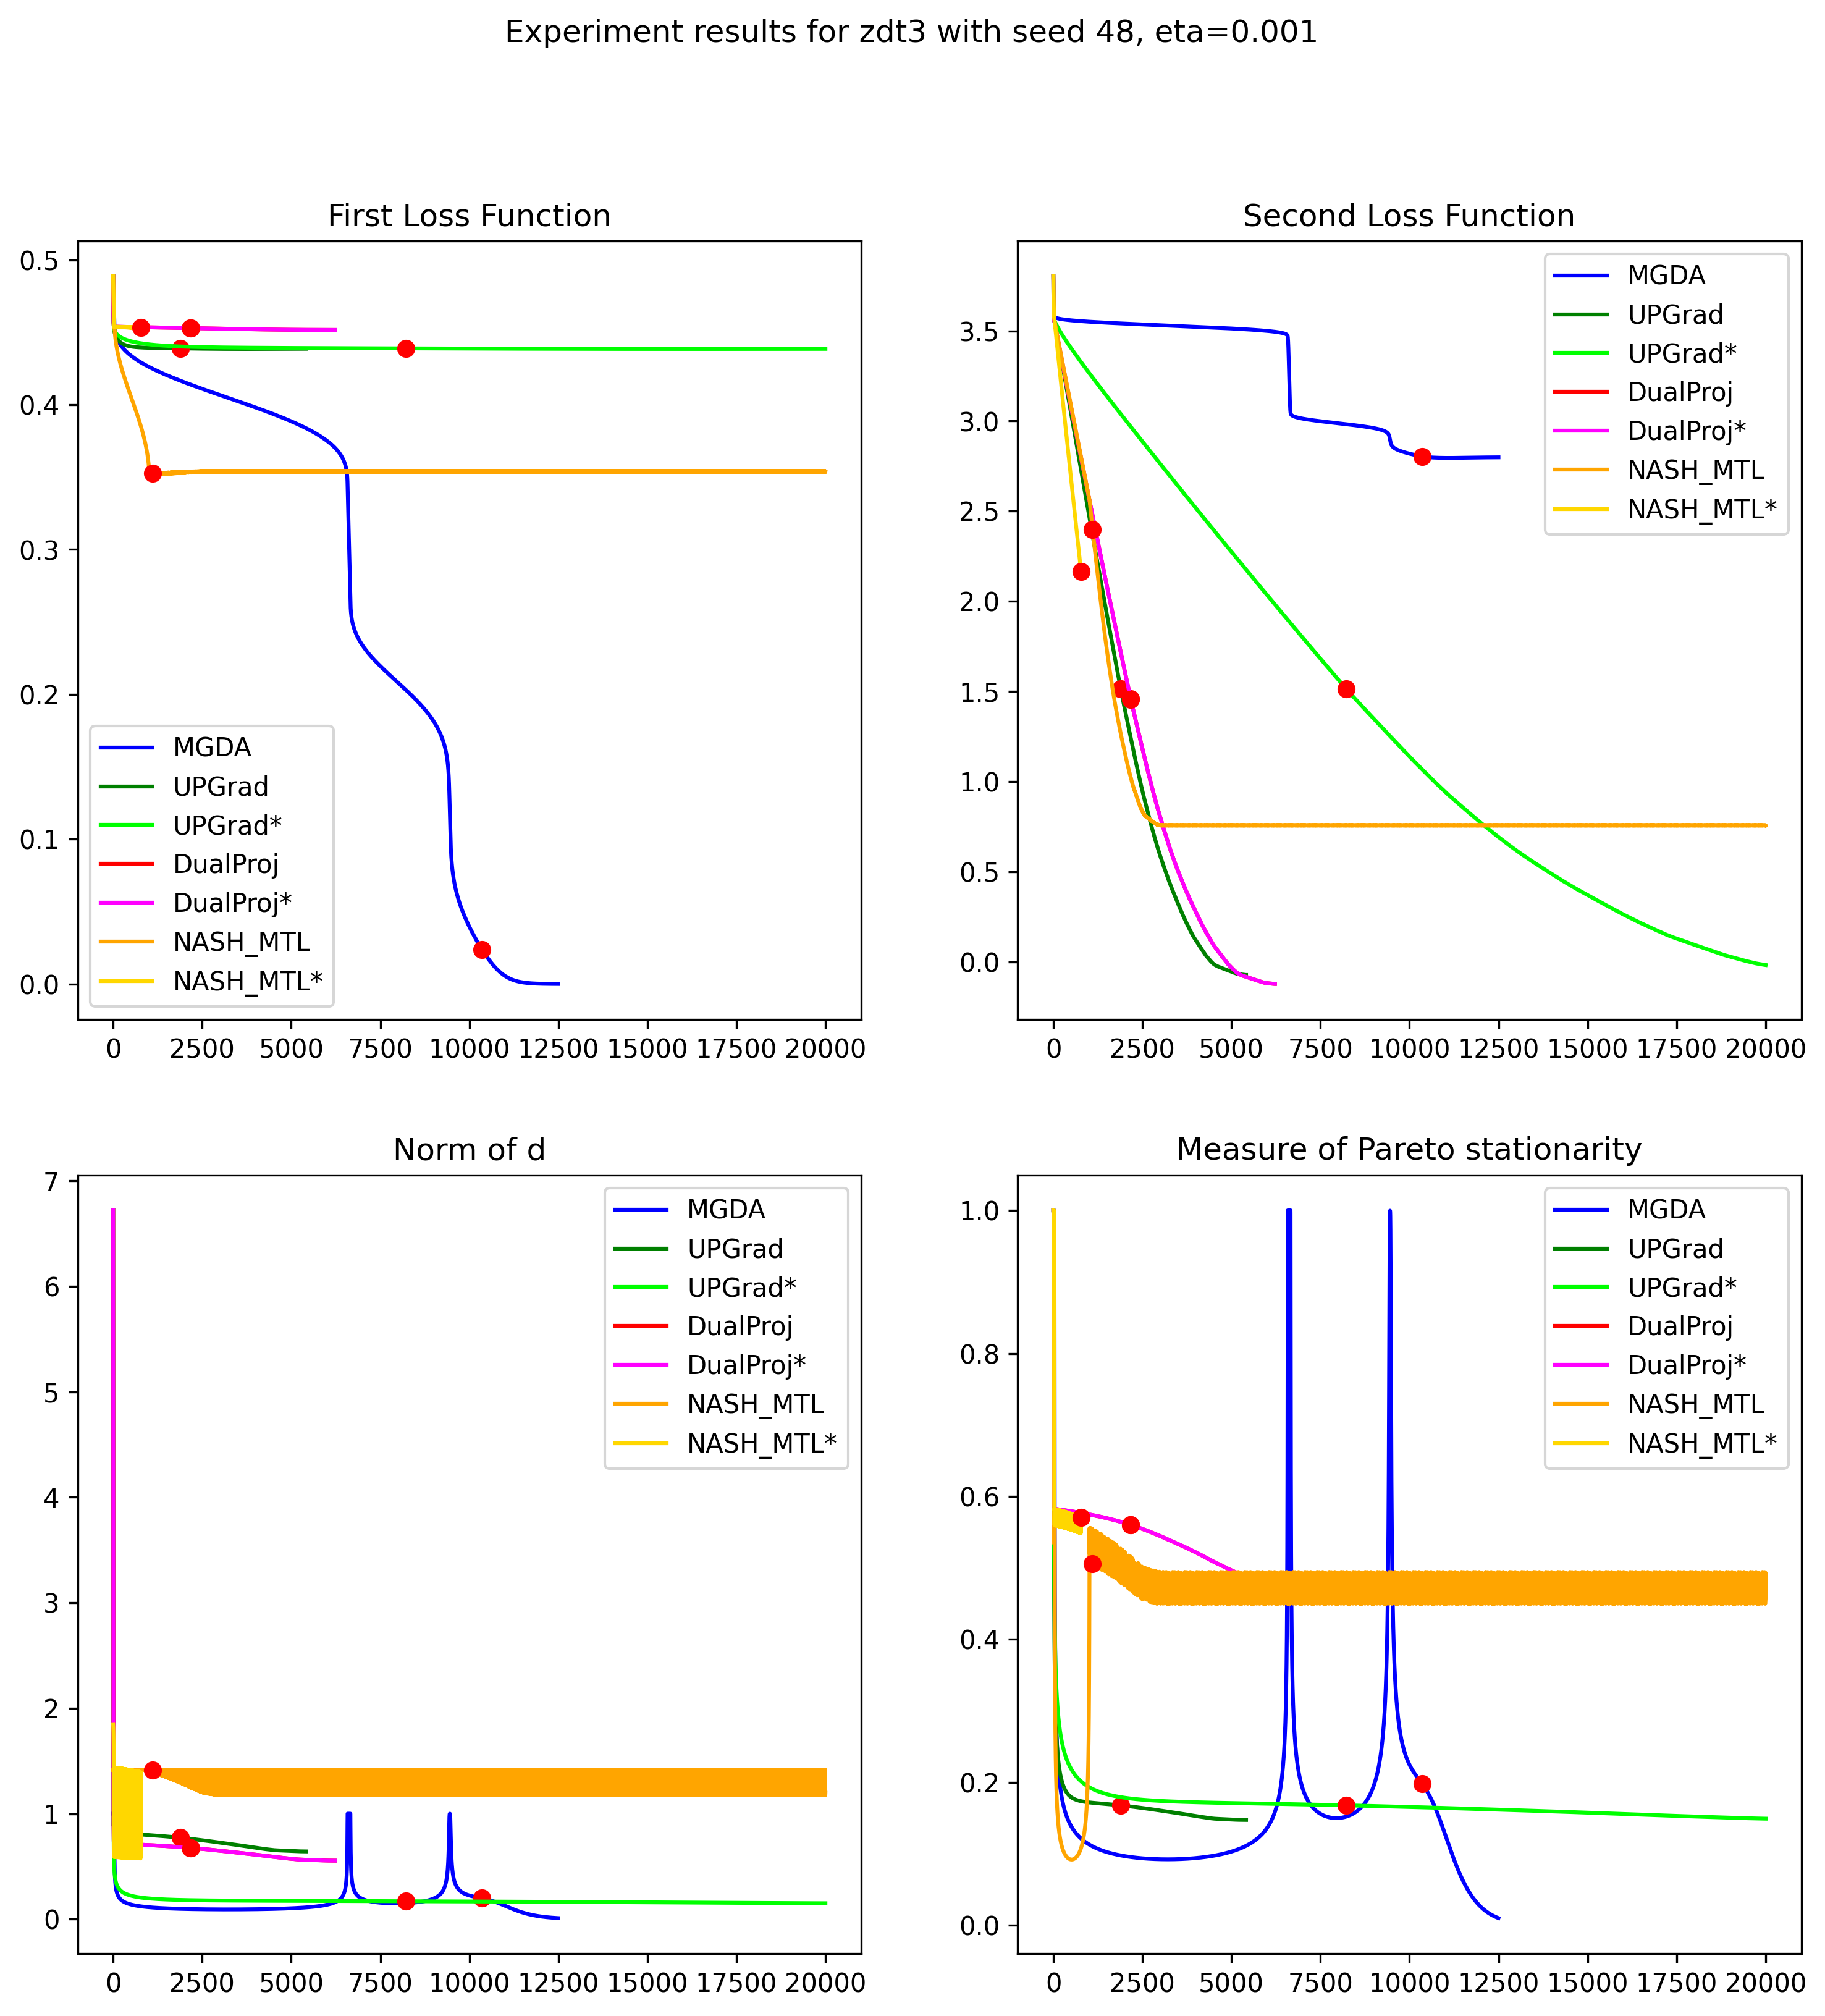 Experiment results for zdt3 with seed 48, eta=0.001
First Loss Function
0.5
0.4
0.3
0.2
0.1
0.0
MGDA
UPGrad
UPGrad*
DualProj
DualProj*
NASH_MTL
NASH_MTL*
0 2500 5000 7500 10000 12500 15000 17500 20000
Second Loss Function
3.5
3.0
2.5
2.0
1.5
1.0
0.5
0.0
MGDA
UPGrad
UPGrad*
DualProj
DualProj*
NASH_MTL
NASH_MTL*
0 2500 5000 7500 10000 12500 15000 17500 20000
Norm of d
7
6
5
4
3
2
1
0
MGDA
UPGrad
UPGrad*
DualProj
DualProj*
NASH_MTL
NASH_MTL*
0 2500 5000 7500 10000 12500 15000 17500 20000
Measure of Pareto stationarity
1.0
0.8
0.6
0.4
0.2
0.0
MGDA
UPGrad
UPGrad*
DualProj
DualProj*
NASH_MTL
NASH_MTL*
0 2500 5000 7500 10000 12500 15000 17500 20000